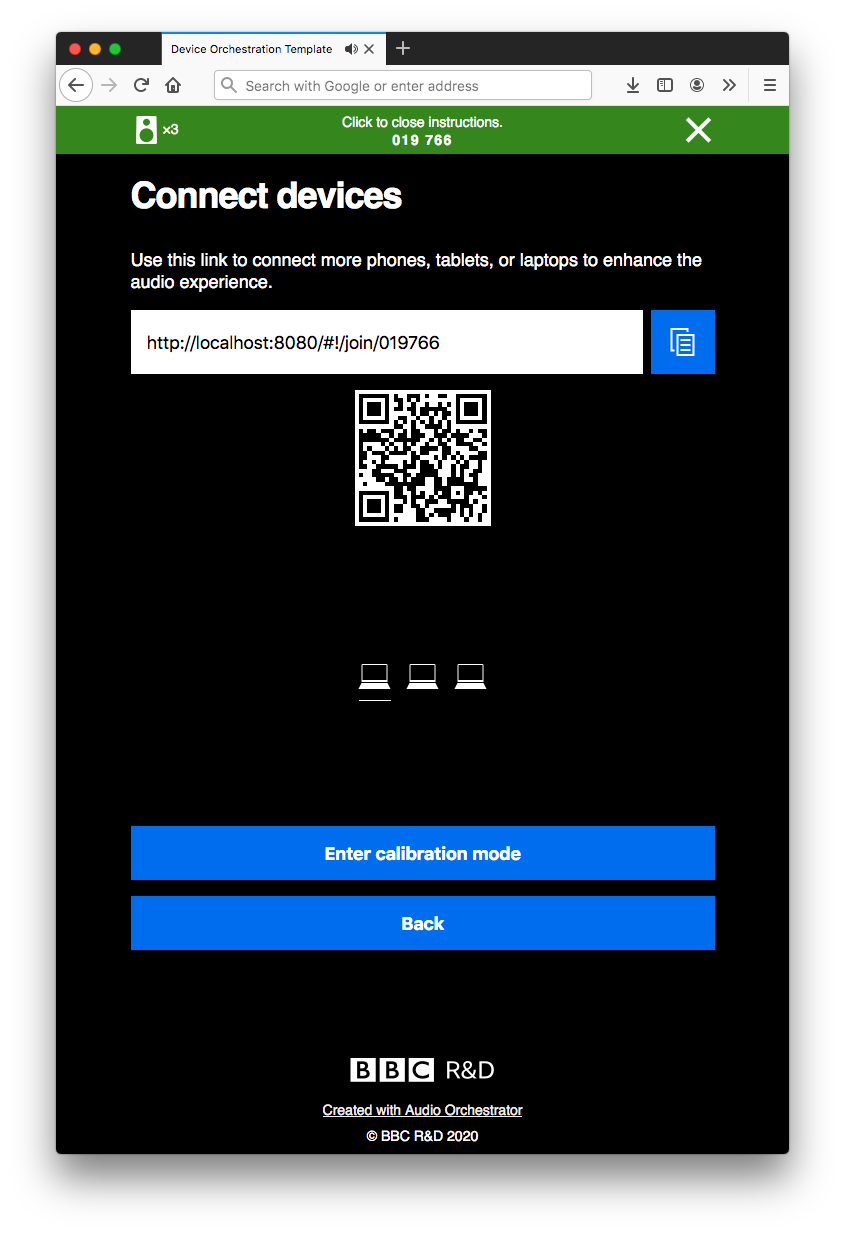 Device Orchestration Template
Search with Google or enter address
x3
Click to close instructions.
019 766
Connect devices
Use this link to connect more phones, tablets, or laptops to enhance the
audio experience.
http://localhost:8080/#!/join/019766
Enter calibration mode
Back
BBC R&D
Created with Audio Orchestrator
© BBC R&D 2020